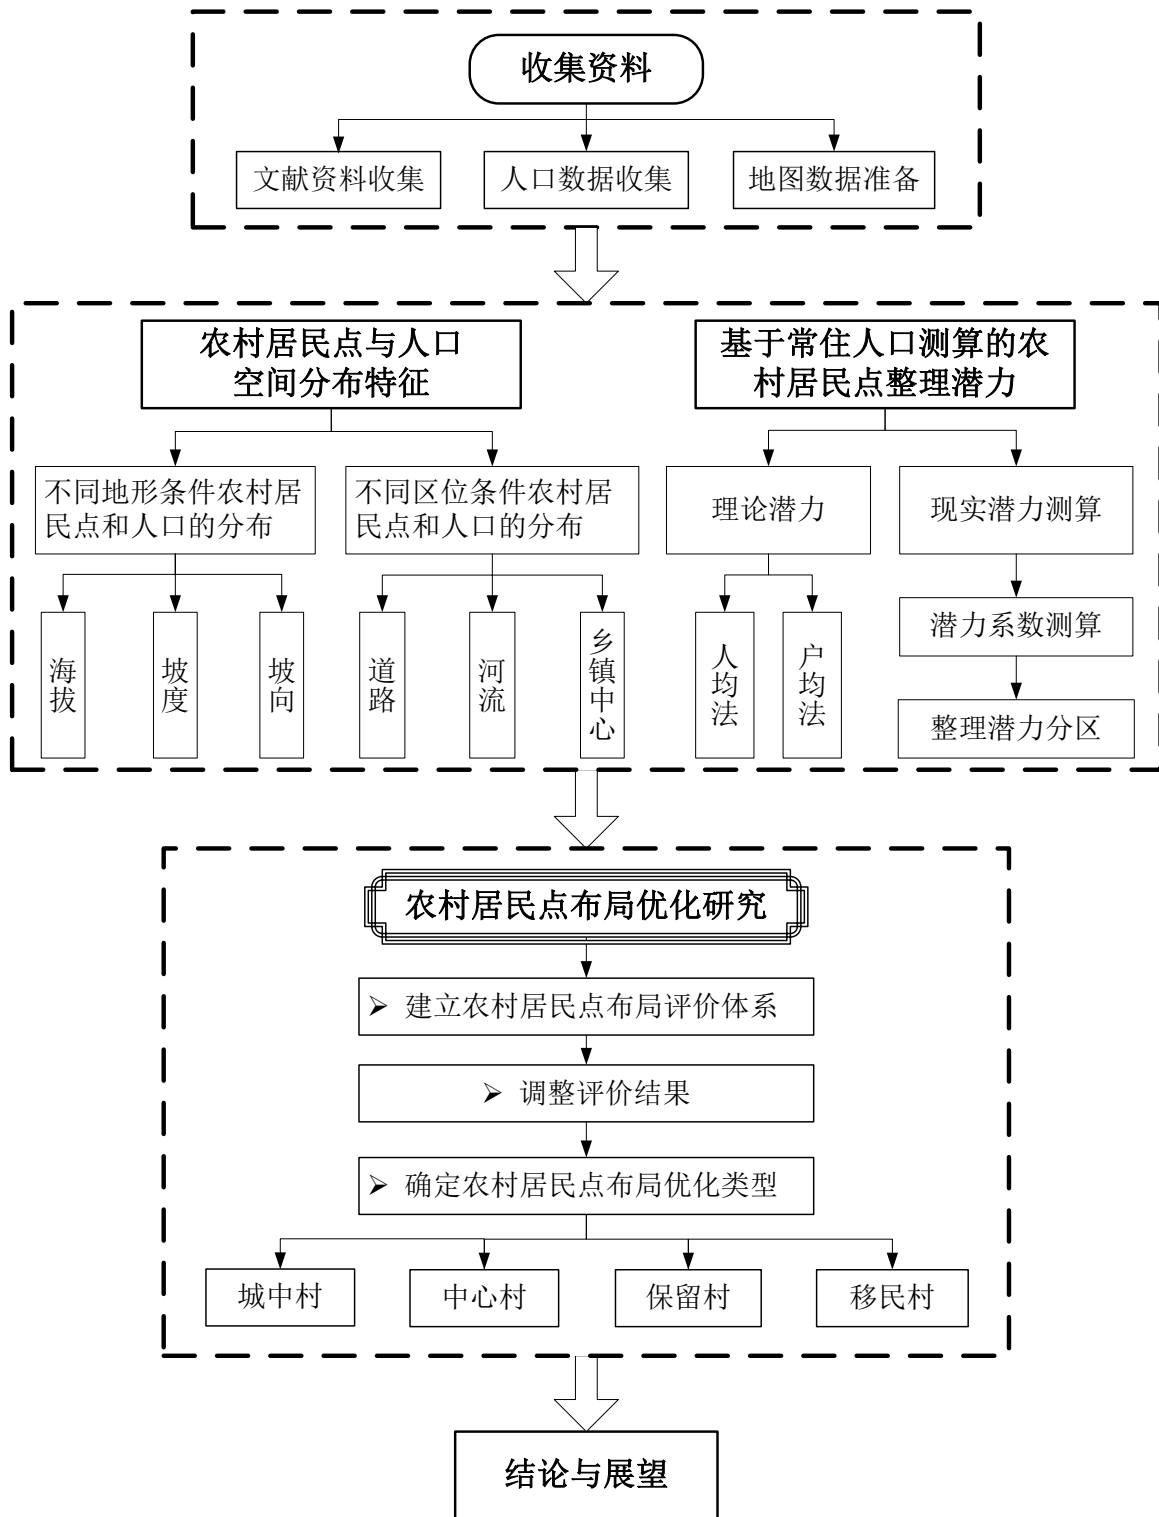 收集资料
文献资料收集
人口数据收集
地图数据准备
农村居民点与人口
空间分布特征
基于常住人口测算的农
村居民点整理潜力
不同地形条件农村居
民点和人口的分布
不同区位条件农村居
民点和人口的分布
理论潜力
现实潜力测算
海拔
坡度
坡向
道路
河流
乡镇中心
人均法
户均法
潜力系数测算
整理潜力分区
农村居民点布局优化研究
➢ 建立农村居民点布局评价体系
➢ 调整评价结果
➢ 确定农村居民点布局优化类型
城中村
中心村
保留村
移民村
结论与展望